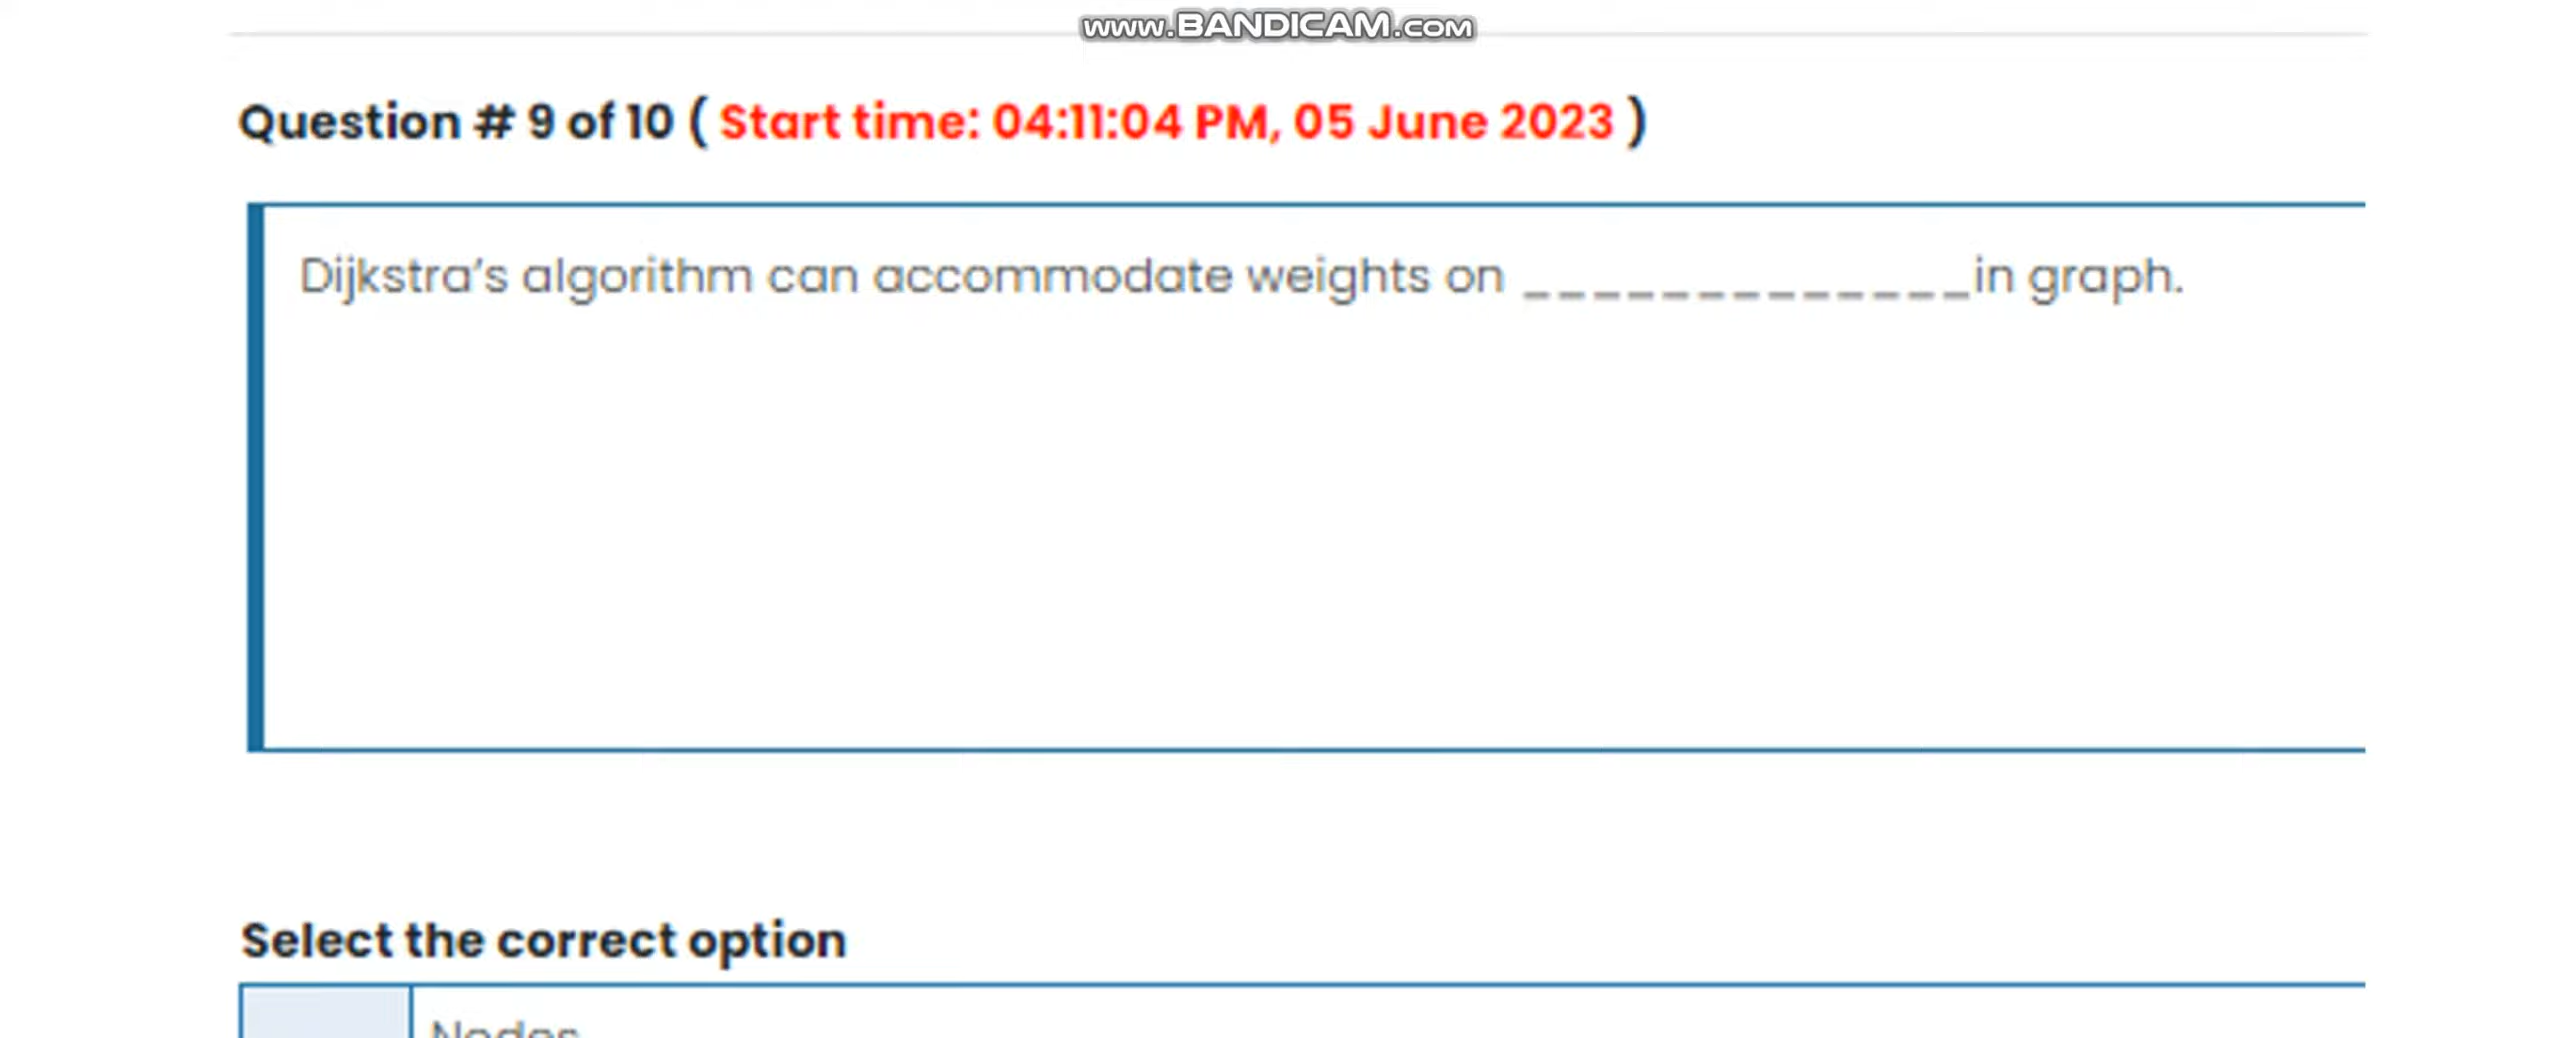 www.BANDICAM.com
Question # 9 of 10 ( Start time: 04:11:04 PM, 05 June 2023 )
Dijkstra’s algorithm can accommodate weights on _____________in graph.
Select the correct option
Nodes